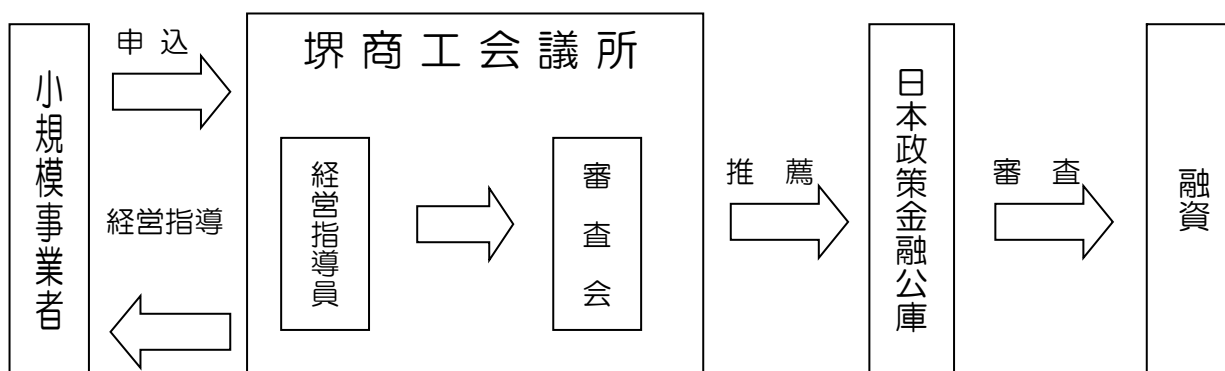 小規模事業者
申込
経営指導
堺商工会議所
経営指導員
審査会
推薦
日本政策金融公庫
審査
融資